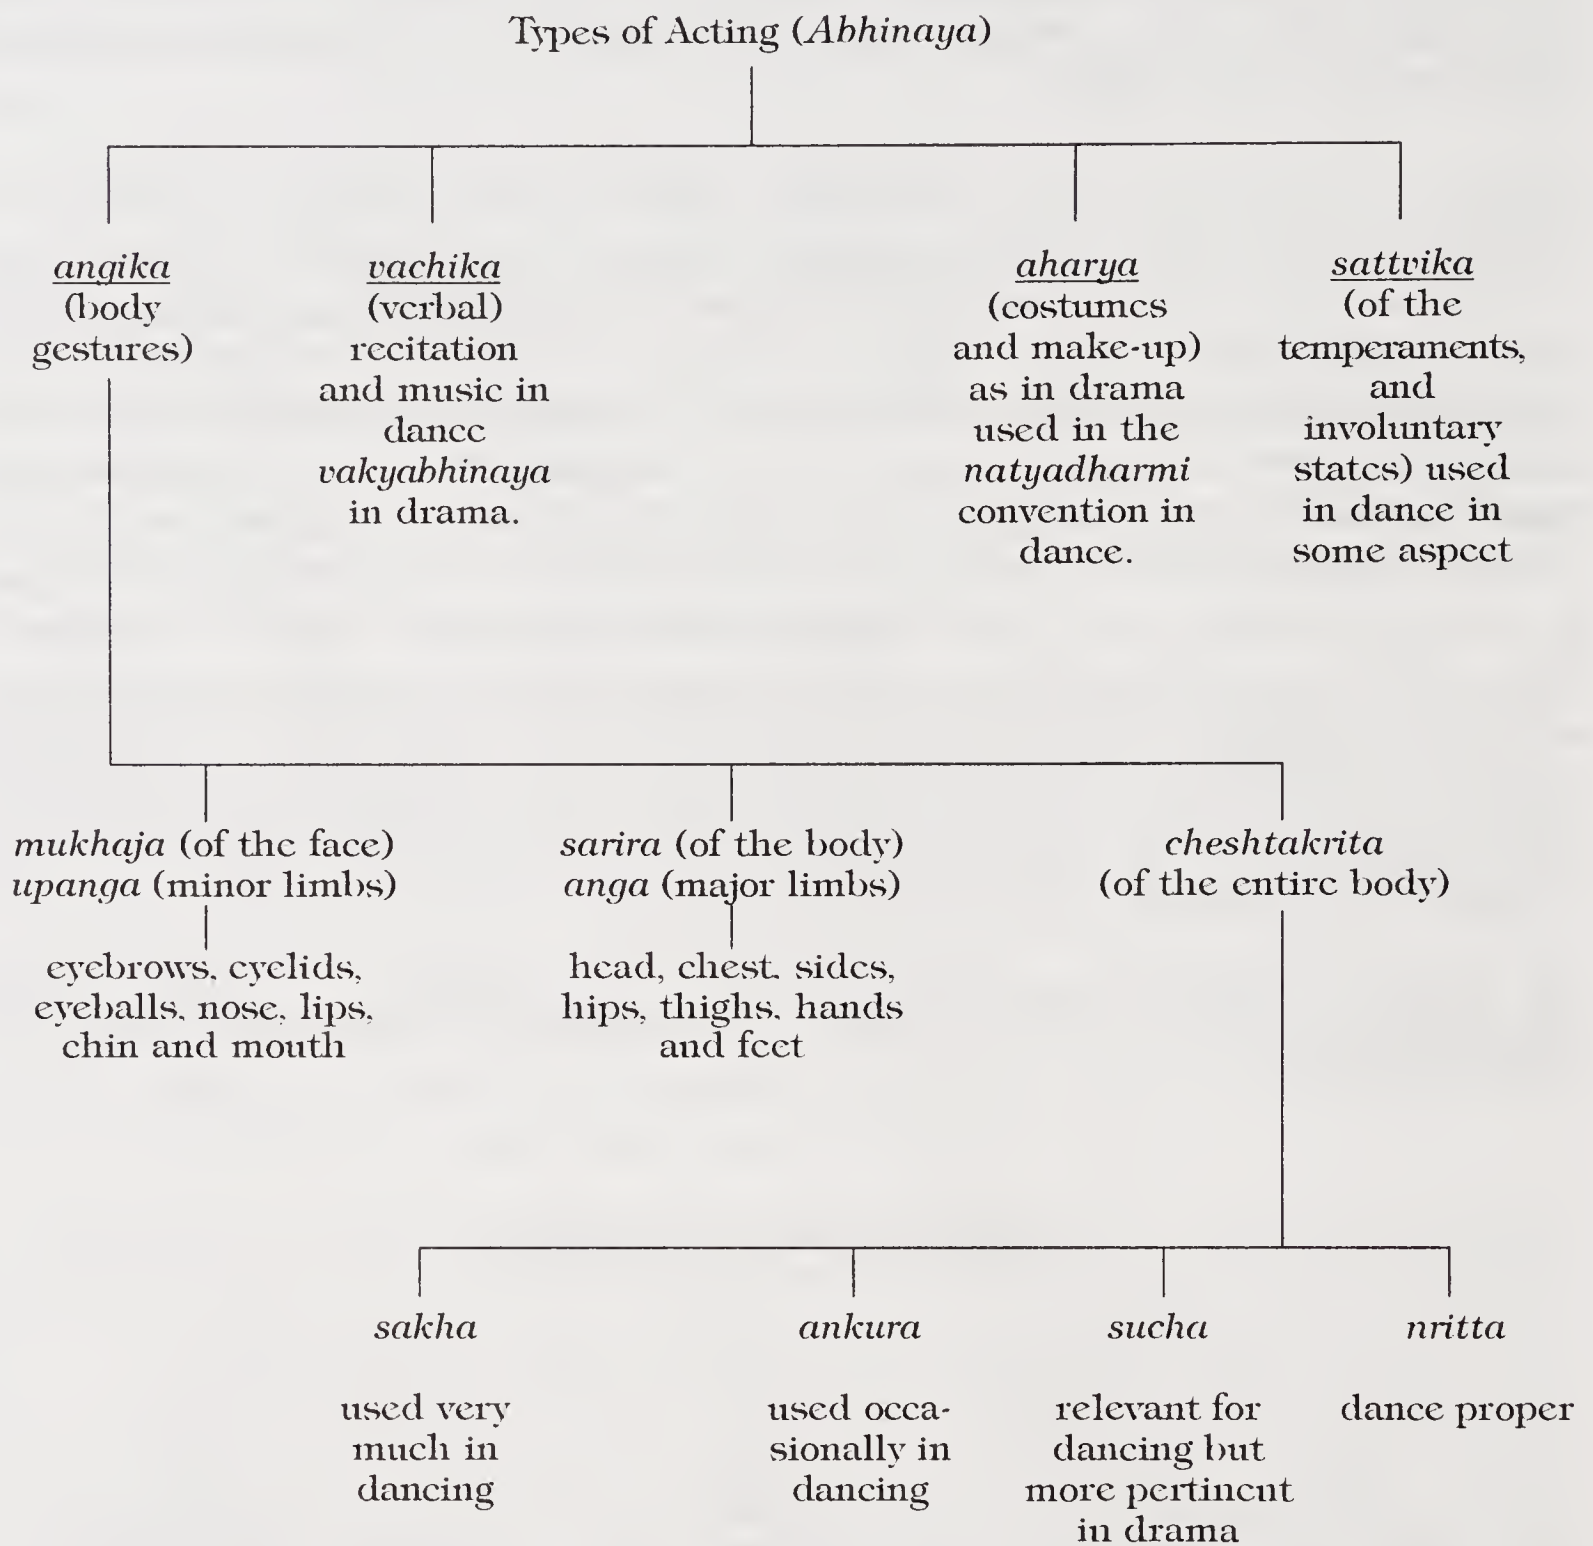 Types of Acting (Abhinaya)
angika
(body
gestures)
vachika
(verbal)
recitation
and music in
dance
vakyabhinaya
in drama.
aharya
(costumes
and make-up)
as in drama
used in the
natyadharmi
convention in
dance.
sattvika
(of the
temperaments,
and
involuntary
states) used
in dance in
some aspect
mukhaja (of the face)
upanga (minor limbs)
eyebrows, eyelids,
eyeballs, nose, lips,
chin and mouth
sarira (of the body)
anga (major limbs)
head, chest, sides,
hips, thighs, hands
and feet
cheshtakrita
(of the entire body)
sakha
used very
much in
dancing
ankura
used occa-
sionally in
dancing
sucha
relevant for
dancing but
more pertinent
in drama
nritta
dance proper